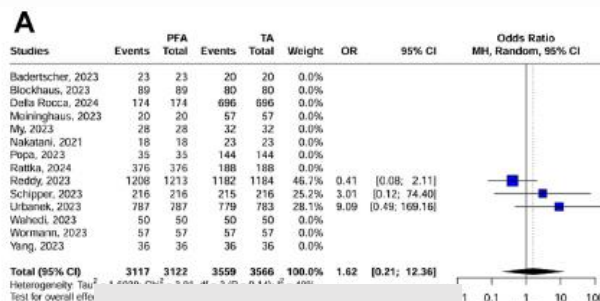 A
PFA TA Odds Ratio
Studies Events Total Events Total Weight OR 95% CI MH, Random, 95% CI
Badertscher, 2023 23 23 20 20 0.0%
Blockhaus, 2023 89 89 80 80 0.0%
Della Rocca, 2024 174 174 696 696 0.0%
Meininghaus, 2023 20 20 57 57 0.0%
My, 2023 28 28 32 32 0.0%
Nakatani, 2021 18 18 23 23 0.0%
Popa, 2023 35 35 144 144 0.0%
Rattka, 2024 376 376 188 188 0.0%
Reddy, 2023 1208 1213 1182 1184 46.7% 0.41 [0.08; 2.11]
Schipper, 2023 216 216 215 216 25.2% 3.01 [0.12; 74.40]
Urbanek, 2023 787 787 779 783 28.1% 9.09 [0.49; 169.16]
Wahedi, 2023 50 50 50 50 0.0%
Wormann, 2023 57 57 57 57 0.0%
Yang, 2023 36 36 36 36 0.0%
Total (95% CI) 3117 3122 3559 3566 100.0% 1.62 [0.21; 12.36]
Heterogeneity: Tau²
Test for overall effec